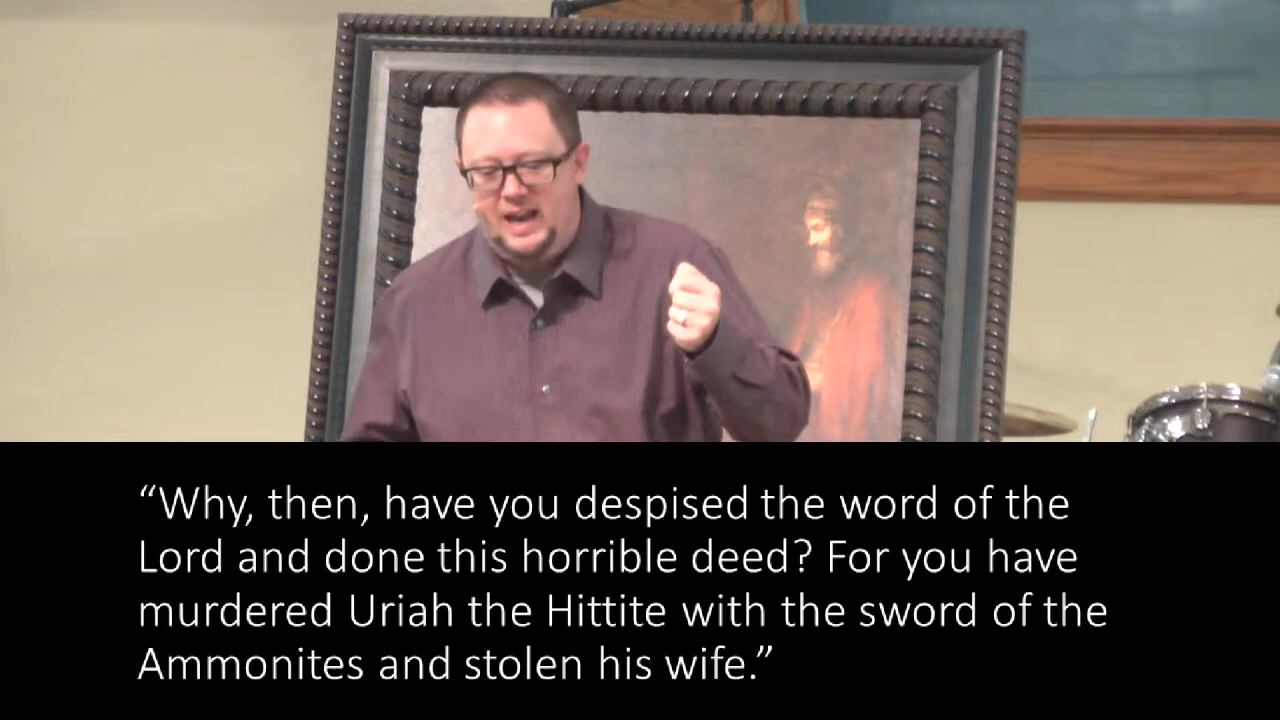 “Why, then, have you despised the word of the
Lord and done this horrible deed? For you have
murdered Uriah the Hittite with the sword of the
Ammonites and stolen his wife.”